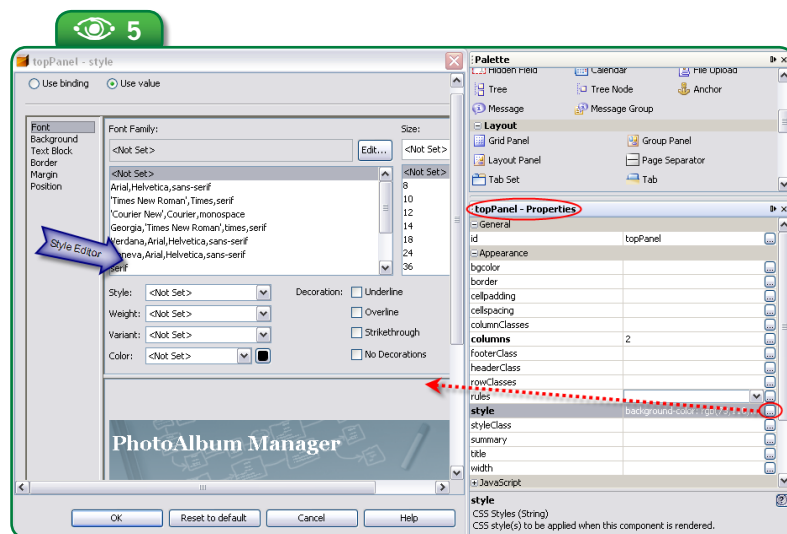 5
topPanel - style
Use binding
Use value
Font
Background
Text Block
Border
Margin
Position
Font Family:
<Not Set>
Edit...
<Not Set>
Arial,Helvetica,sans-serif
'Times New Roman',Times,serif
'Courier New',Courier,monospace
Georgia,'Times New Roman',Times,serif
Verdana,Arial,Helvetica,sans-serif
Geneva,Arial,Helvetica,sans-serif
serif
Size:
<Not Set>
<Not Set>
8
10
12
14
18
24
36
Style Editor
Style: <Not Set>
Weight: <Not Set>
Variant: <Not Set>
Color: <Not Set>
Decoration:
Underline
Overline
Strikethrough
No Decorations
PhotoAlbum Manager
OK
Reset to default
Cancel
Help
Palette
Hidden Field
Calendar
File Upload
Tree
Tree Node
Anchor
Message
Message Group
Layout
Grid Panel
Group Panel
Layout Panel
Page Separator
Tab Set
Tab
topPanel - Properties
General
id topPanel
Appearance
bgcolor
border
cellpadding
cellspacing
columnClasses
columns 2
footerClass
headerClass
rowClasses
rules
style background-color: rgb(
styleClass
summary
title
width
JavaScript
style
CSS Styles (String)
CSS style(s) to be applied when this component is rendered.